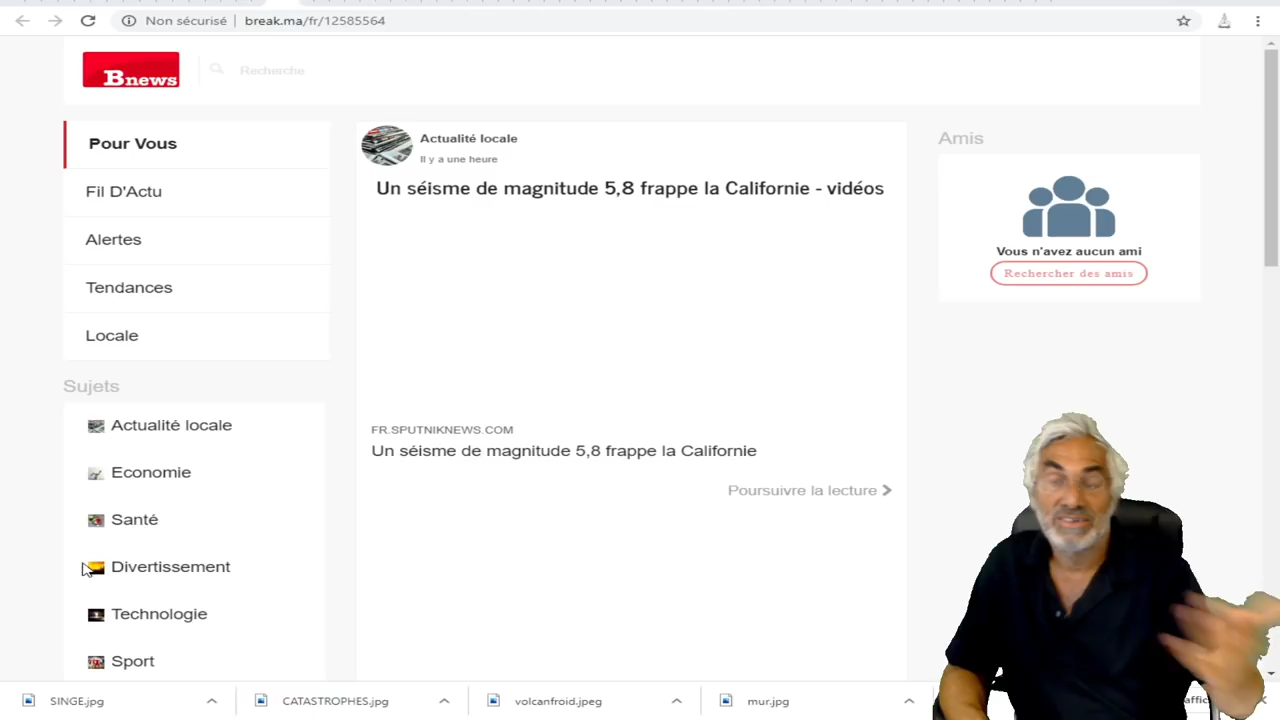 Non sécurisé | break.ma/fr/12585564
Bnews
Recherche
Pour Vous
Fil D'Actu
Alertes
Tendances
Locale
Sujets
Actualité locale
Economie
Santé
Divertissement
Technologie
Sport
Actualité locale
Il y a une heure
Un séisme de magnitude 5,8 frappe la Californie - vidéos
FR.SPUTNIKNEWS.COM
Un séisme de magnitude 5,8 frappe la Californie
Poursuivre la lecture
Amis
Vous n'avez aucun ami
Rechercher des amis
SINGE.jpg
CATASTROPHES.jpg
volcanfroid.jpeg
mur.jpg